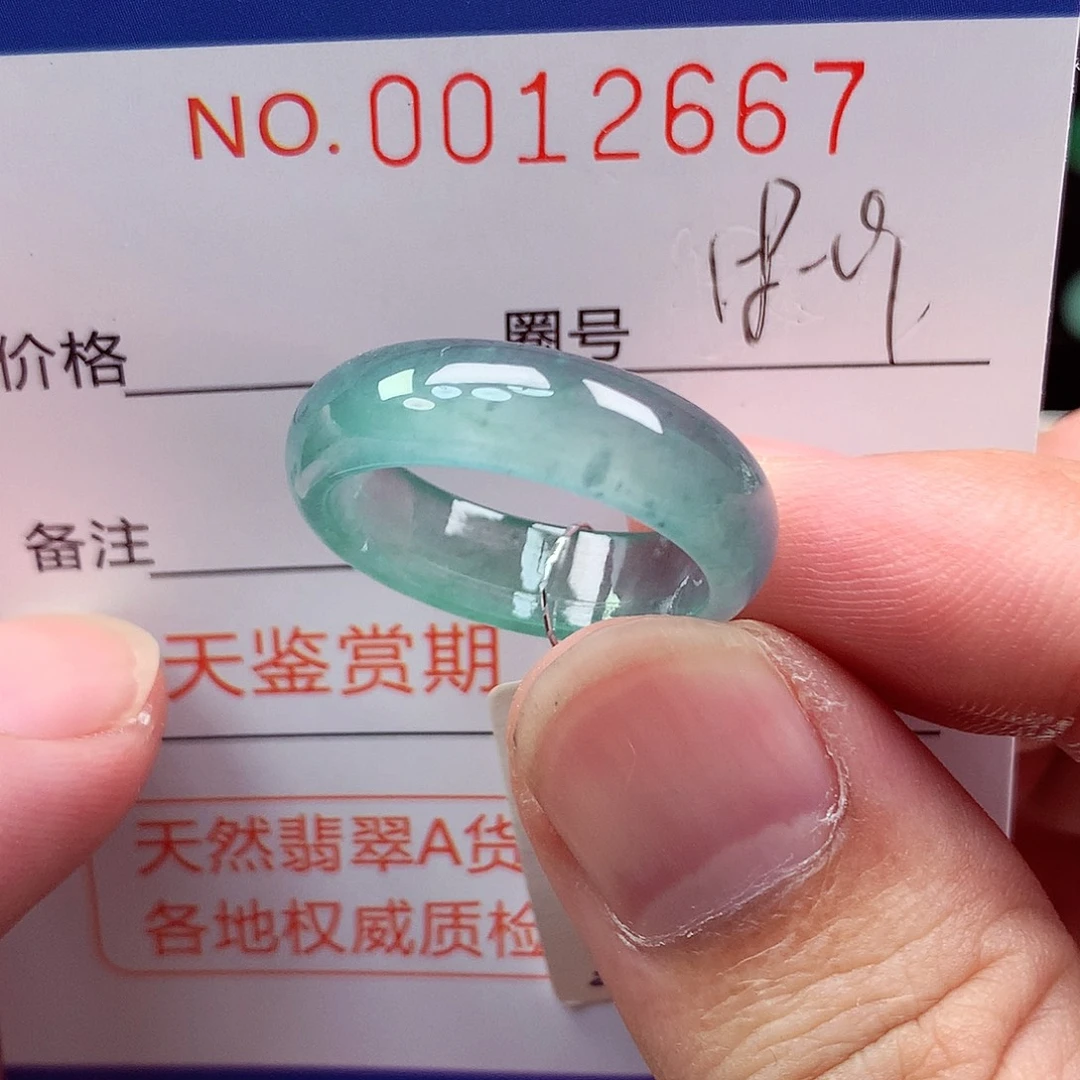 NO. 0012667
价格 圈号
备注
天鉴赏期
天然翡翠A货
各地权威质检